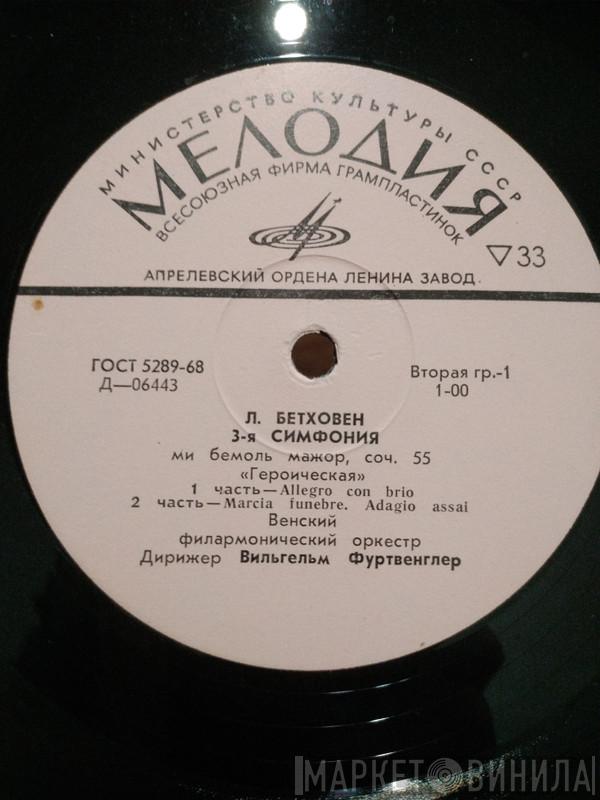 МИНИСТЕРСТВО КУЛЬТУРЫ СССР
МЕЛОДИЯ
ВСЕСОЮЗНАЯ ФИРМА ГРАМПЛАСТИНОК
▽33
АПРЕЛЕВСКИЙ ОРДЕНА ЛЕНИНА ЗАВОД
ГОСТ 5289-68
Д—06443
Вторая гр.-1
1-00
Л. БЕТХОВЕН
3-я СИМФОНИЯ
ми бемоль мажор, соч. 55
«Героическая»
1 часть—Allegro con brio
2 часть—Marcia funebre. Adagio assai
Венский
филармонический оркестр
Дирижер Вильгельм Фуртвенглер
МАРКЕТ ВИНИЛА